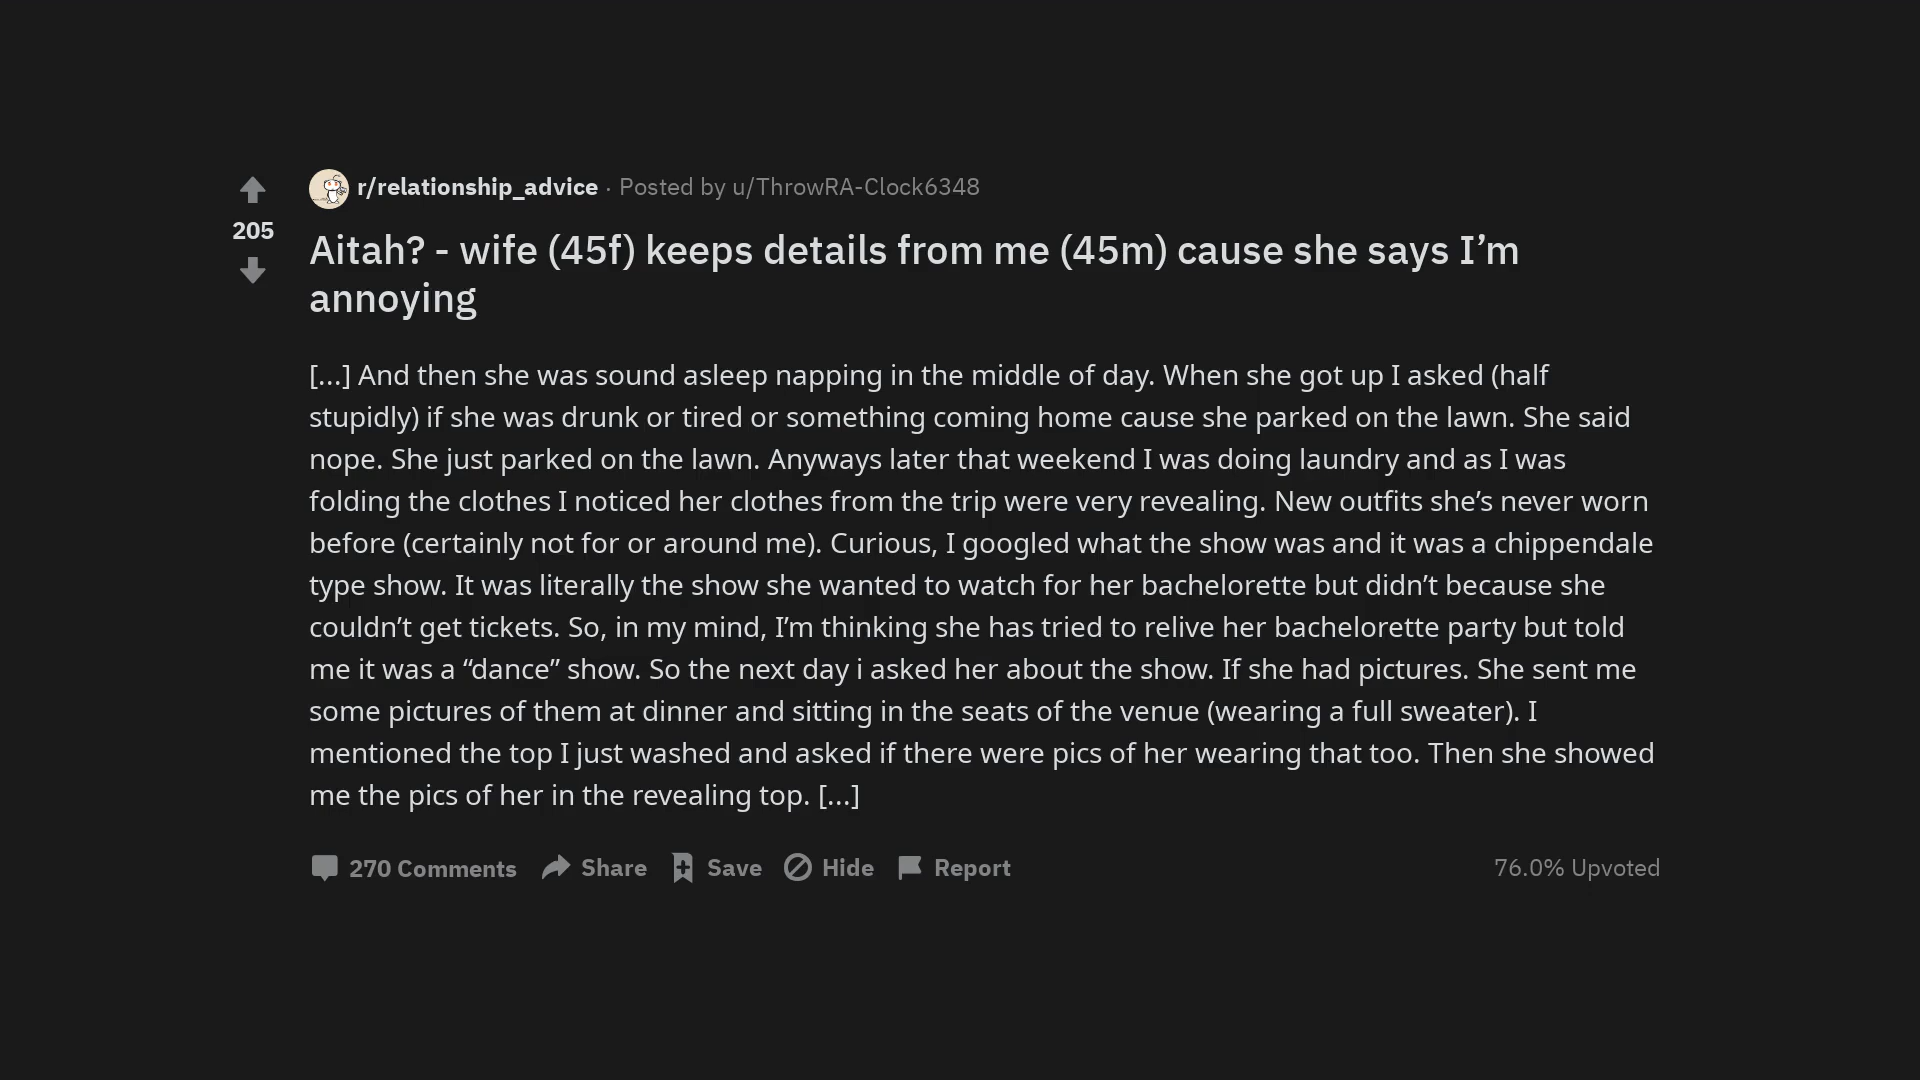 r/relationship_advice · Posted by u/ThrowRA-Clock6348
205
Aitah? - wife (45f) keeps details from me (45m) cause she says I’m
annoying
[...] And then she was sound asleep napping in the middle of day. When she got up I asked (half
stupidly) if she was drunk or tired or something coming home cause she parked on the lawn. She said
nope. She just parked on the lawn. Anyways later that weekend I was doing laundry and as I was
folding the clothes I noticed her clothes from the trip were very revealing. New outfits she’s never worn
before (certainly not for or around me). Curious, I googled what the show was and it was a chippendale
type show. It was literally the show she wanted to watch for her bachelorette but didn’t because she
couldn’t get tickets. So, in my mind, I’m thinking she has tried to relive her bachelorette party but told
me it was a “dance” show. So the next day i asked her about the show. If she had pictures. She sent me
some pictures of them at dinner and sitting in the seats of the venue (wearing a full sweater). I
mentioned the top I just washed and asked if there were pics of her wearing that too. Then she showed
me the pics of her in the revealing top. [...]
270 Comments Share Save Hide Report 76.0% Upvoted